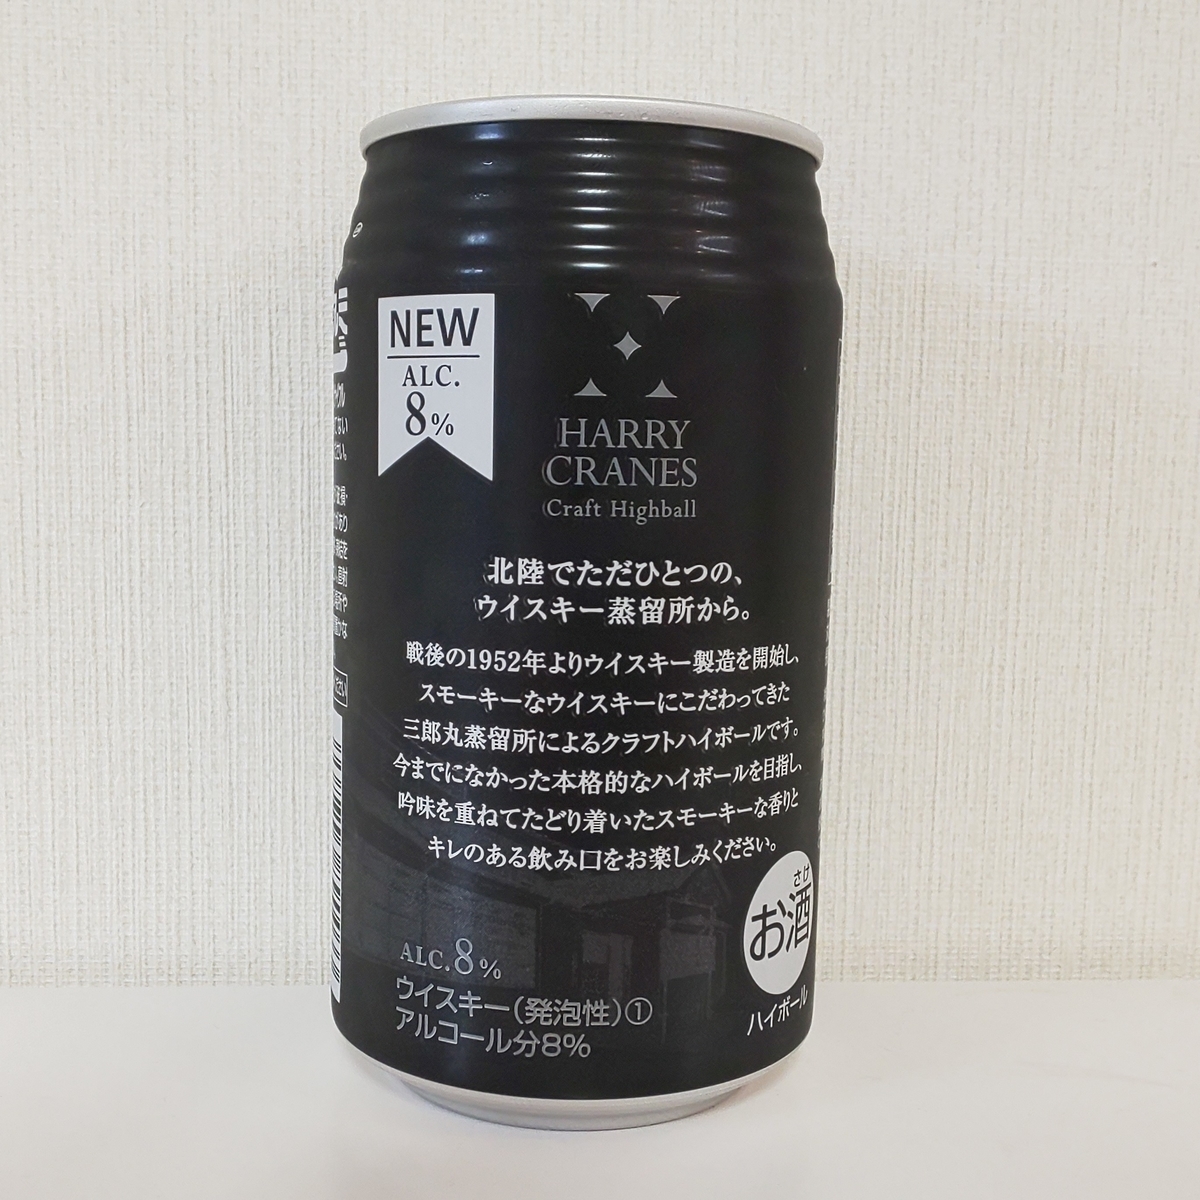 NEW
ALC.
8%
HARRY
CRANES
Craft Highball
北陸でただひとつの、
ウイスキー蒸留所から。
戦後の1952年よりウイスキー製造を開始し、
スモーキーなウイスキーにこだわってきた
三郎丸蒸留所によるクラフトハイボールです。
今までになかった本格的なハイボールを目指し、
吟味を重ねてたどり着いたスモーキーな香りと
キレのある飲み口をお楽しみください。
さけ
お酒
ハイボール
ALC.8%
ウイスキー(発泡性)①
アルコール分8%